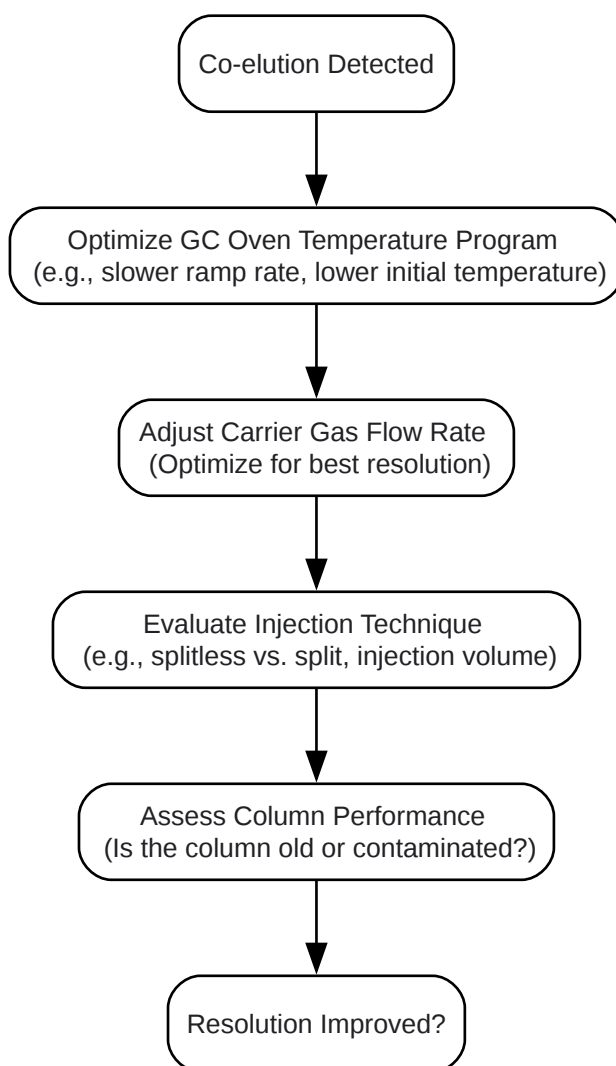 Co-elution Detected
Optimize GC Oven Temperature Program
(e.g., slower ramp rate, lower initial temperature)
Adjust Carrier Gas Flow Rate
(Optimize for best resolution)
Evaluate Injection Technique
(e.g., splitless vs. split, injection volume)
Assess Column Performance
(Is the column old or contaminated?)
Resolution Improved?